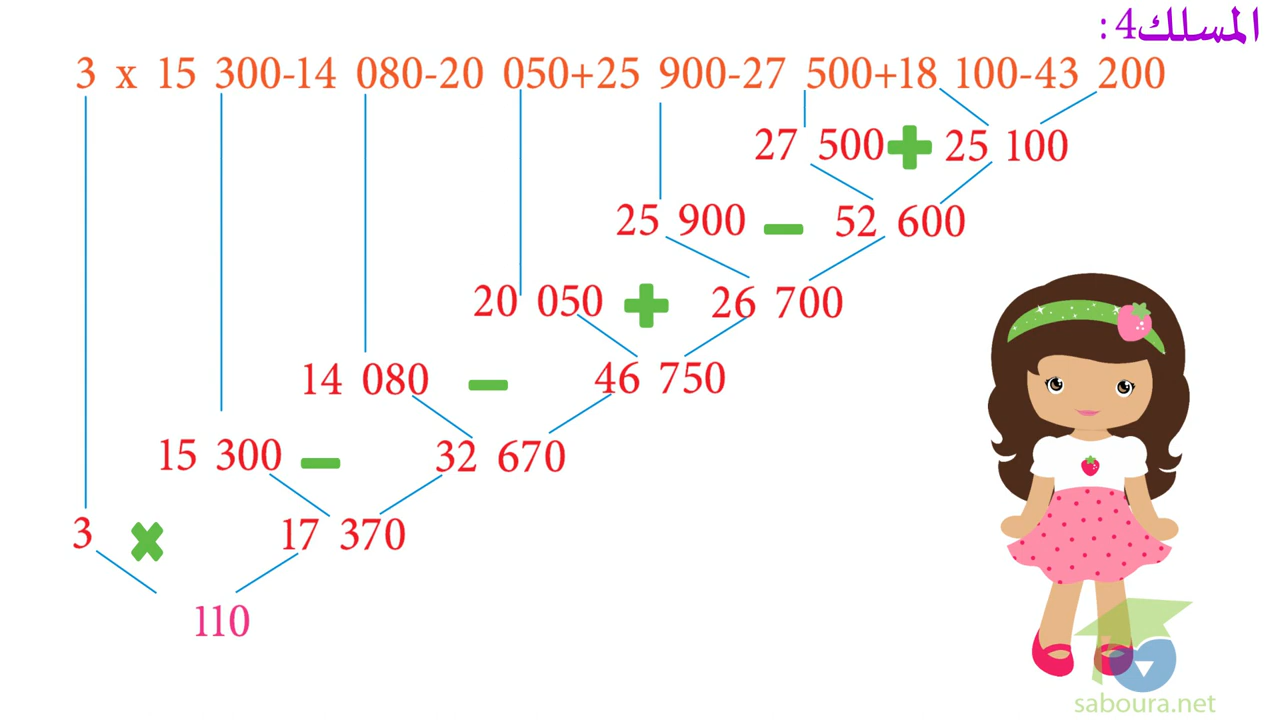 المسلك4 :
3 x 15 300-14 080-20 050+25 900-27 500+18 100-43 200
27 500 + 25 100
25 900 - 52 600
20 050 + 26 700
14 080 - 46 750
15 300 - 32 670
3 × 17 370
110
saboura.net